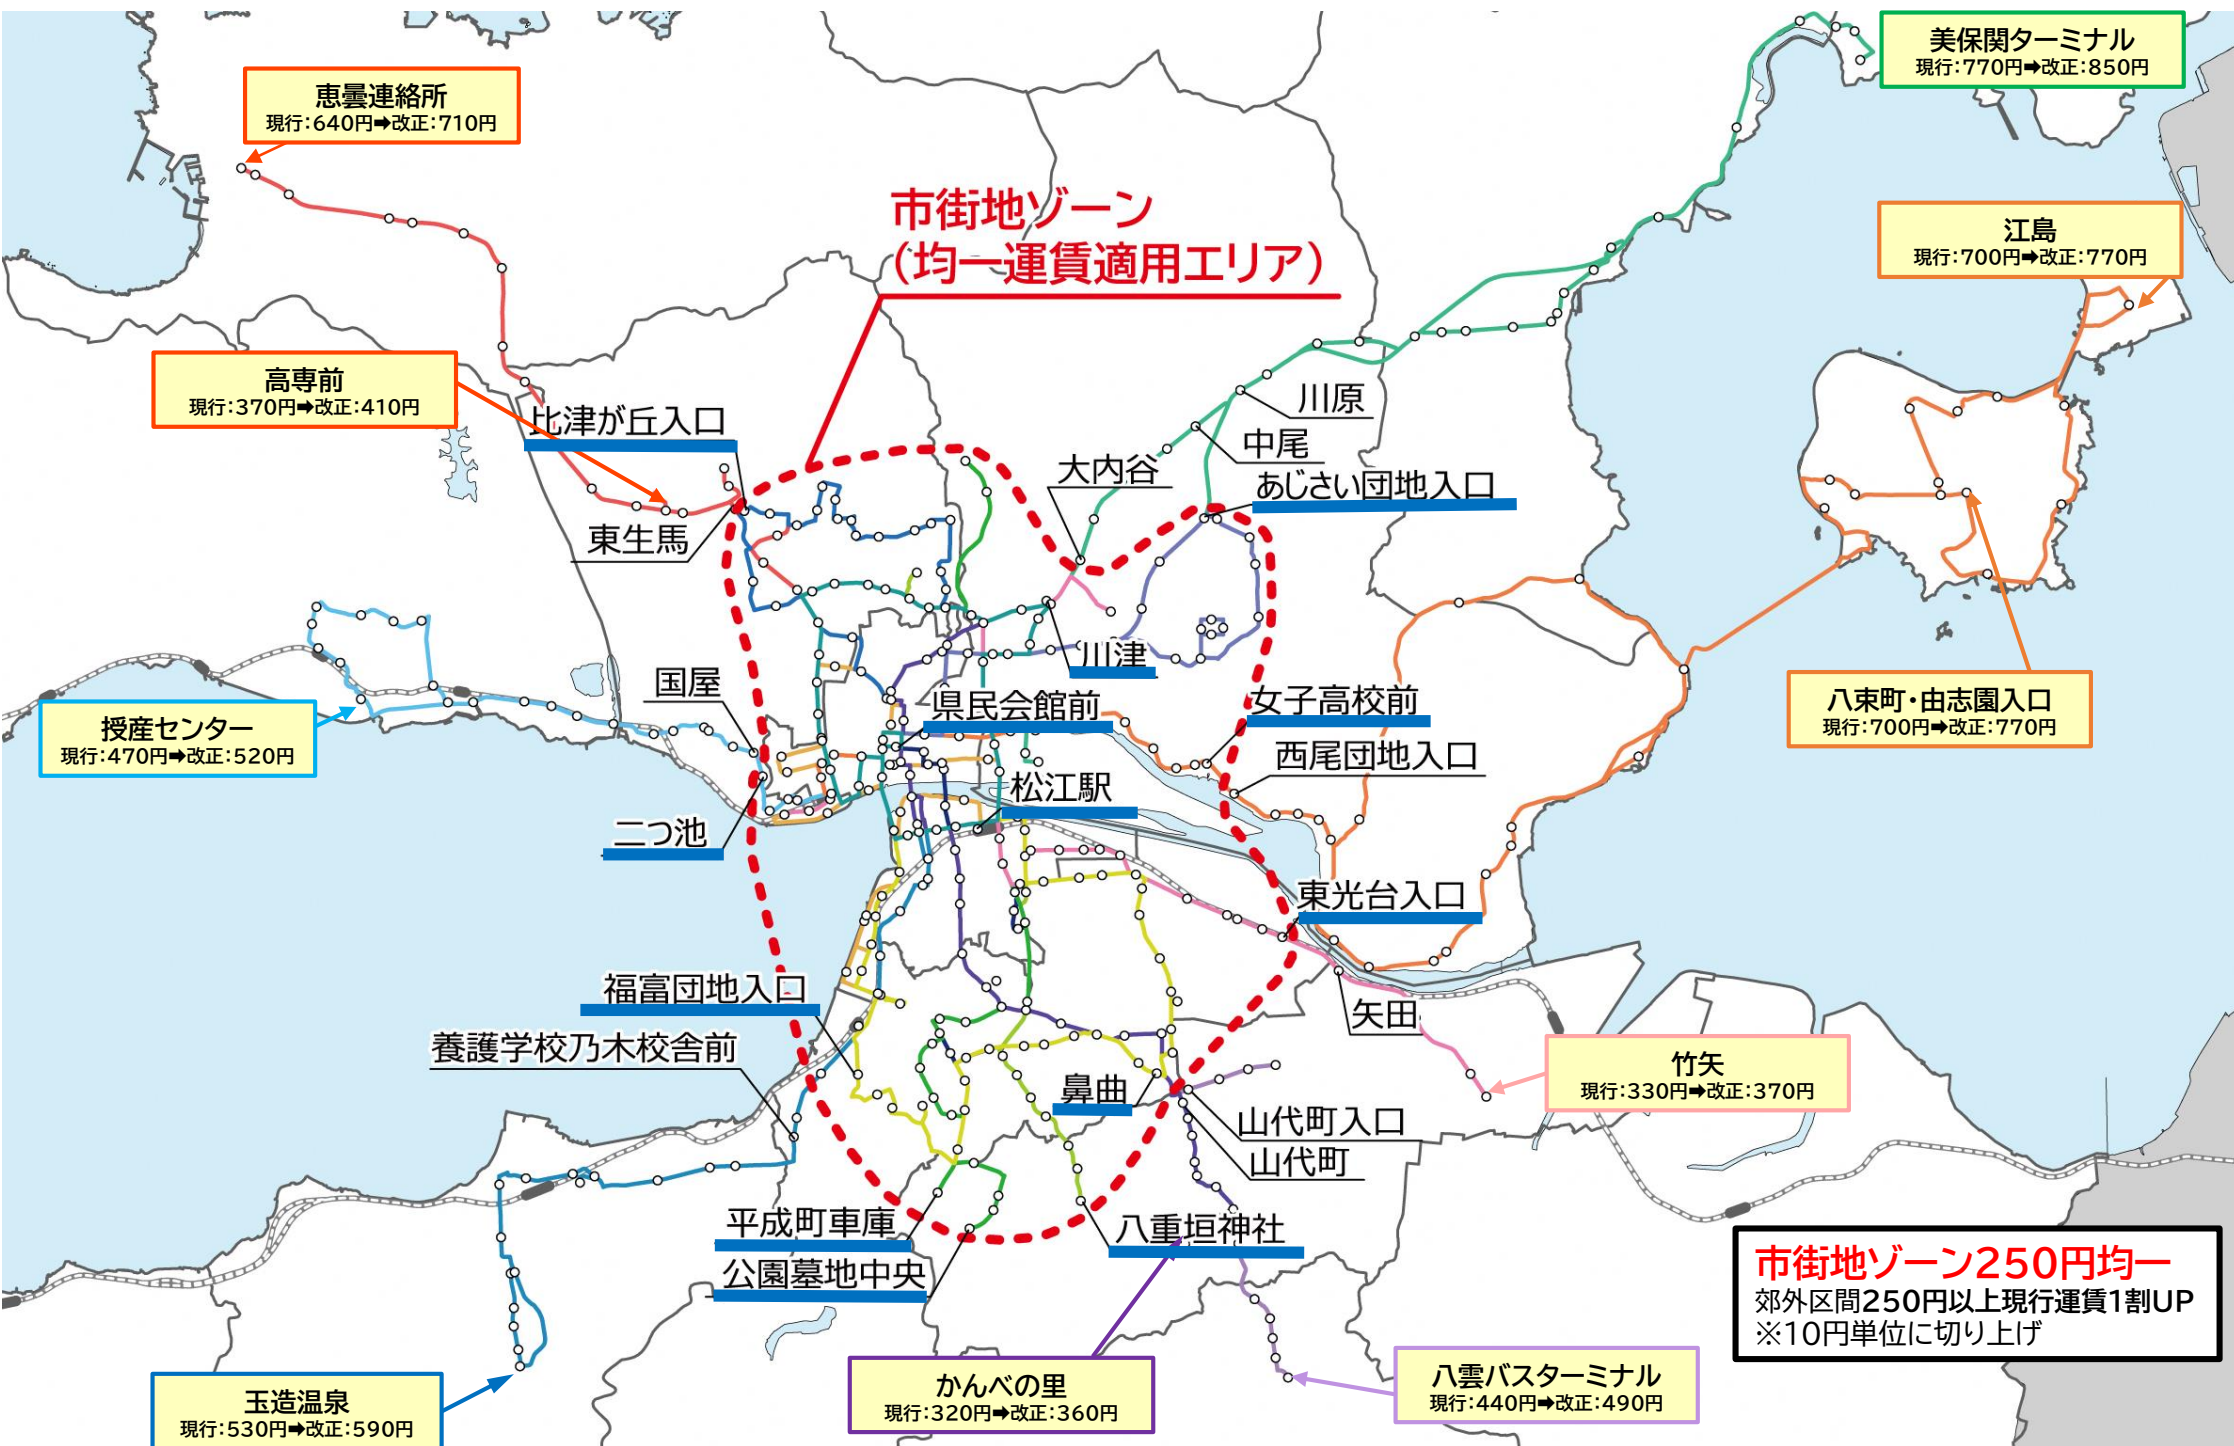 美保関ターミナル
現行:770円➡改正:850円
恵曇連絡所
現行:640円➡改正:710円
市街地ゾーン
(均一運賃適用エリア)
江島
現行:700円➡改正:770円
高専前
現行:370円➡改正:410円
比津が丘入口
川原
中尾
大内谷
あじさい団地入口
東生馬
川津
国屋
県民会館前
女子高校前
授産センター
現行:470円➡改正:520円
八束町・由志園入口
現行:700円➡改正:770円
西尾団地入口
松江駅
二つ池
東光台入口
福富団地入口
矢田
養護学校乃木校舎前
竹矢
現行:330円➡改正:370円
鼻曲
山代町入口
山代町
平成町車庫
八重垣神社
公園墓地中央
市街地ゾーン250円均一
郊外区間250円以上現行運賃1割UP
※10円単位に切り上げ
玉造温泉
現行:530円➡改正:590円
かんべの里
現行:320円➡改正:360円
八雲バスターミナル
現行:440円➡改正:490円